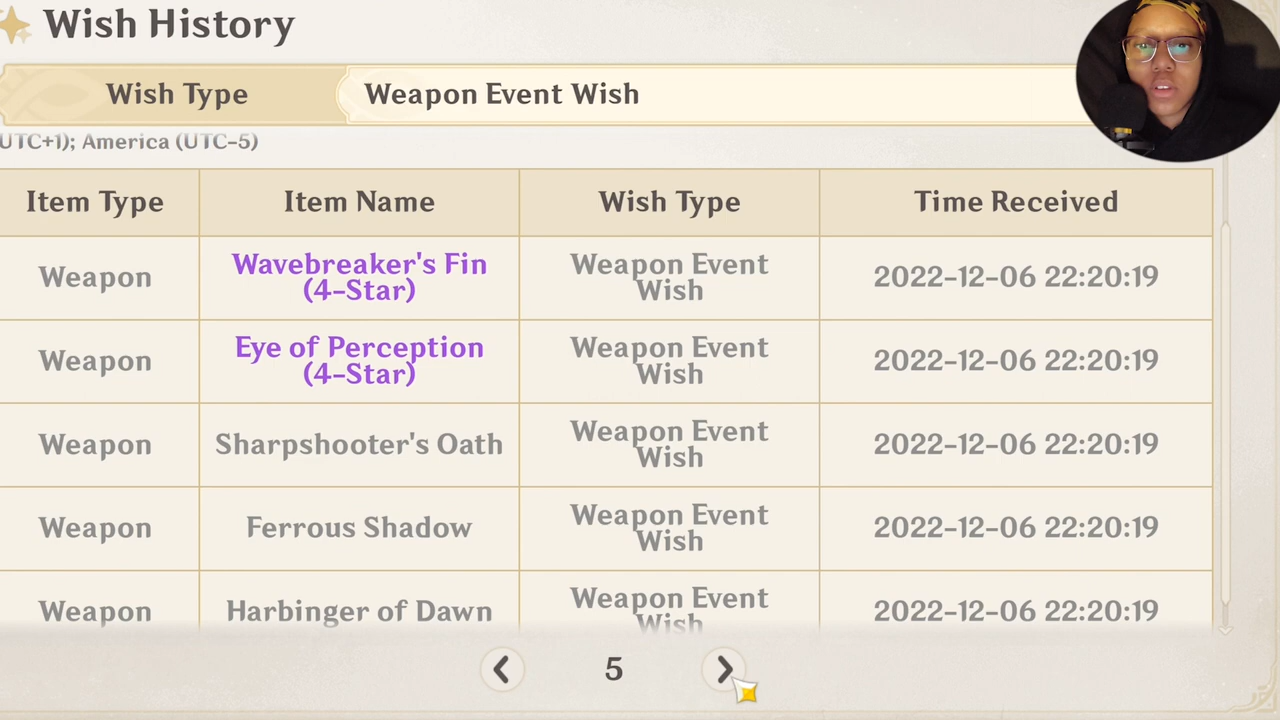 Wish History
Wish Type Weapon Event Wish
UTC+1); America (UTC-5)
Item Type Item Name Wish Type Time Received
Weapon Wavebreaker's Fin (4-Star) Weapon Event Wish 2022-12-06 22:20:19
Weapon Eye of Perception (4-Star) Weapon Event Wish 2022-12-06 22:20:19
Weapon Sharpshooter's Oath Weapon Event Wish 2022-12-06 22:20:19
Weapon Ferrous Shadow Weapon Event Wish 2022-12-06 22:20:19
Weapon Harbinger of Dawn Weapon Event Wish 2022-12-06 22:20:19
5